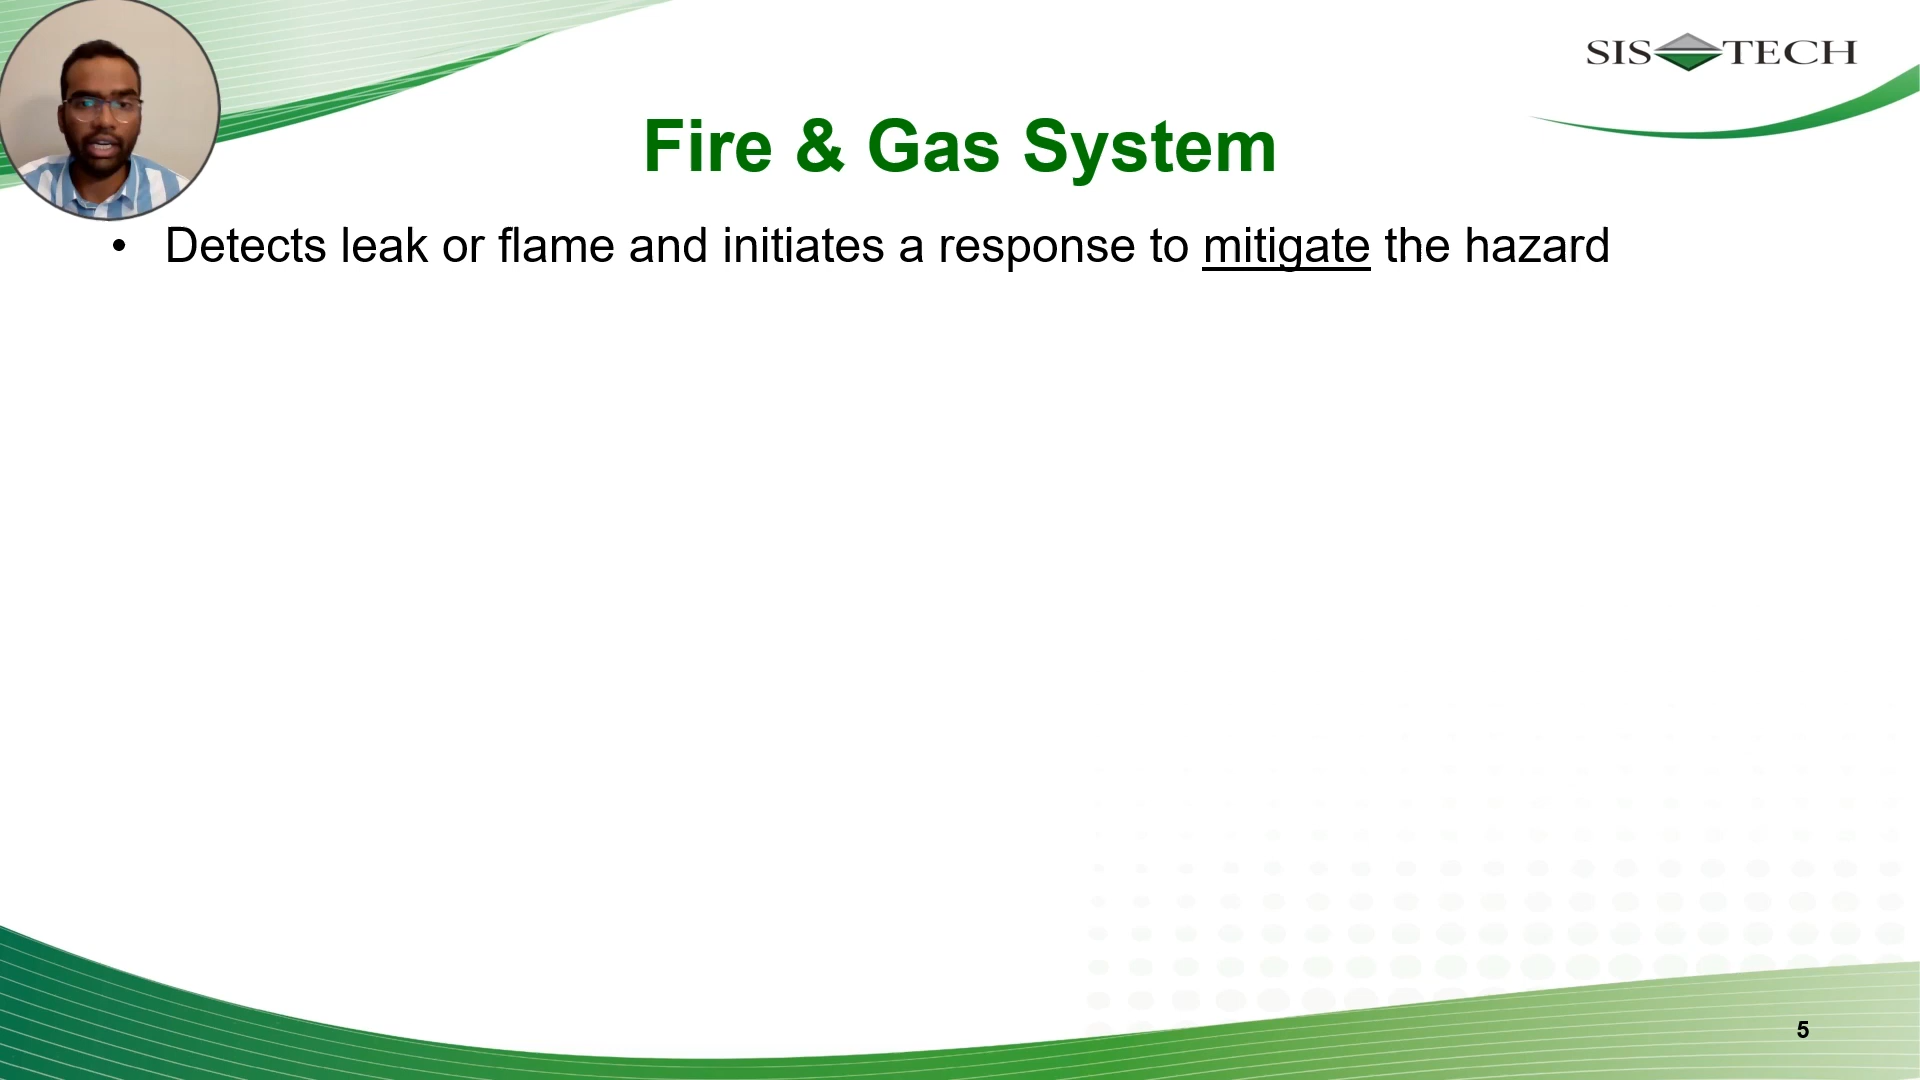 SIS TECH
Fire & Gas System
• Detects leak or flame and initiates a response to mitigate the hazard
5